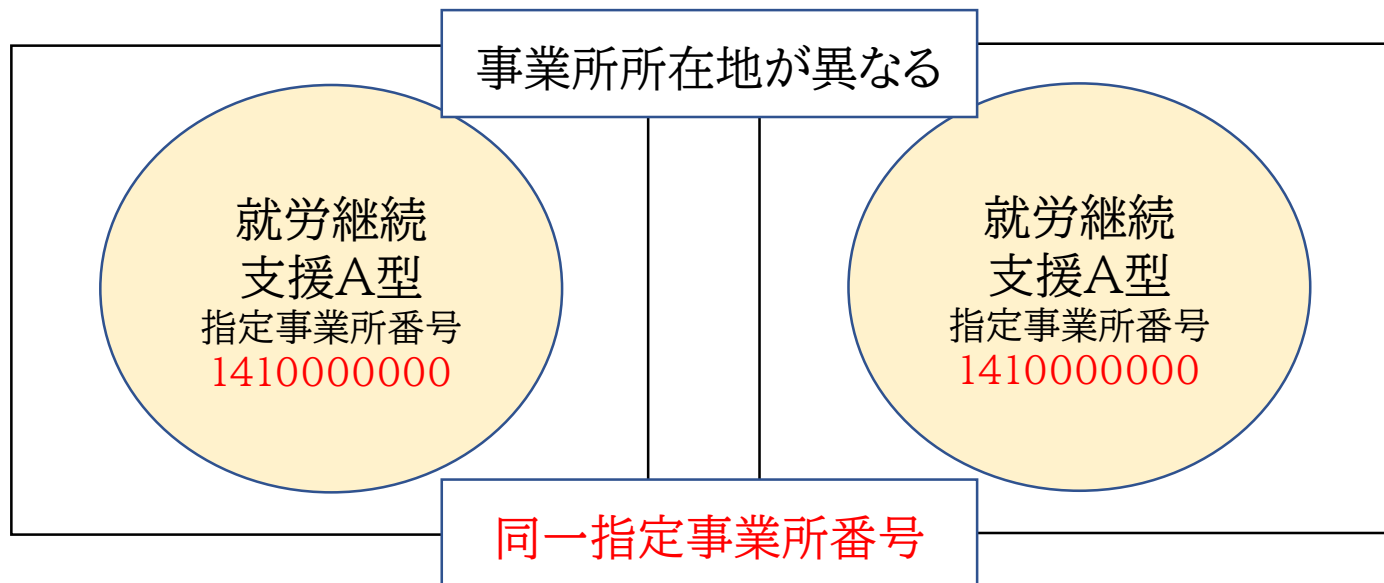 事業所所在地が異なる
就労継続
支援A型
指定事業所番号
1410000000
就労継続
支援A型
指定事業所番号
1410000000
同一指定事業所番号